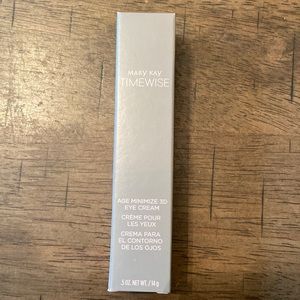 MARY KAY
TIMEWISE
AGE MINIMIZE 3D
EYE CREAM
CRÈME POUR
LES YEUX
CREMA PARA
EL CONTORNO
DE LOS OJOS
.5 OZ. NET WT. / 14 g